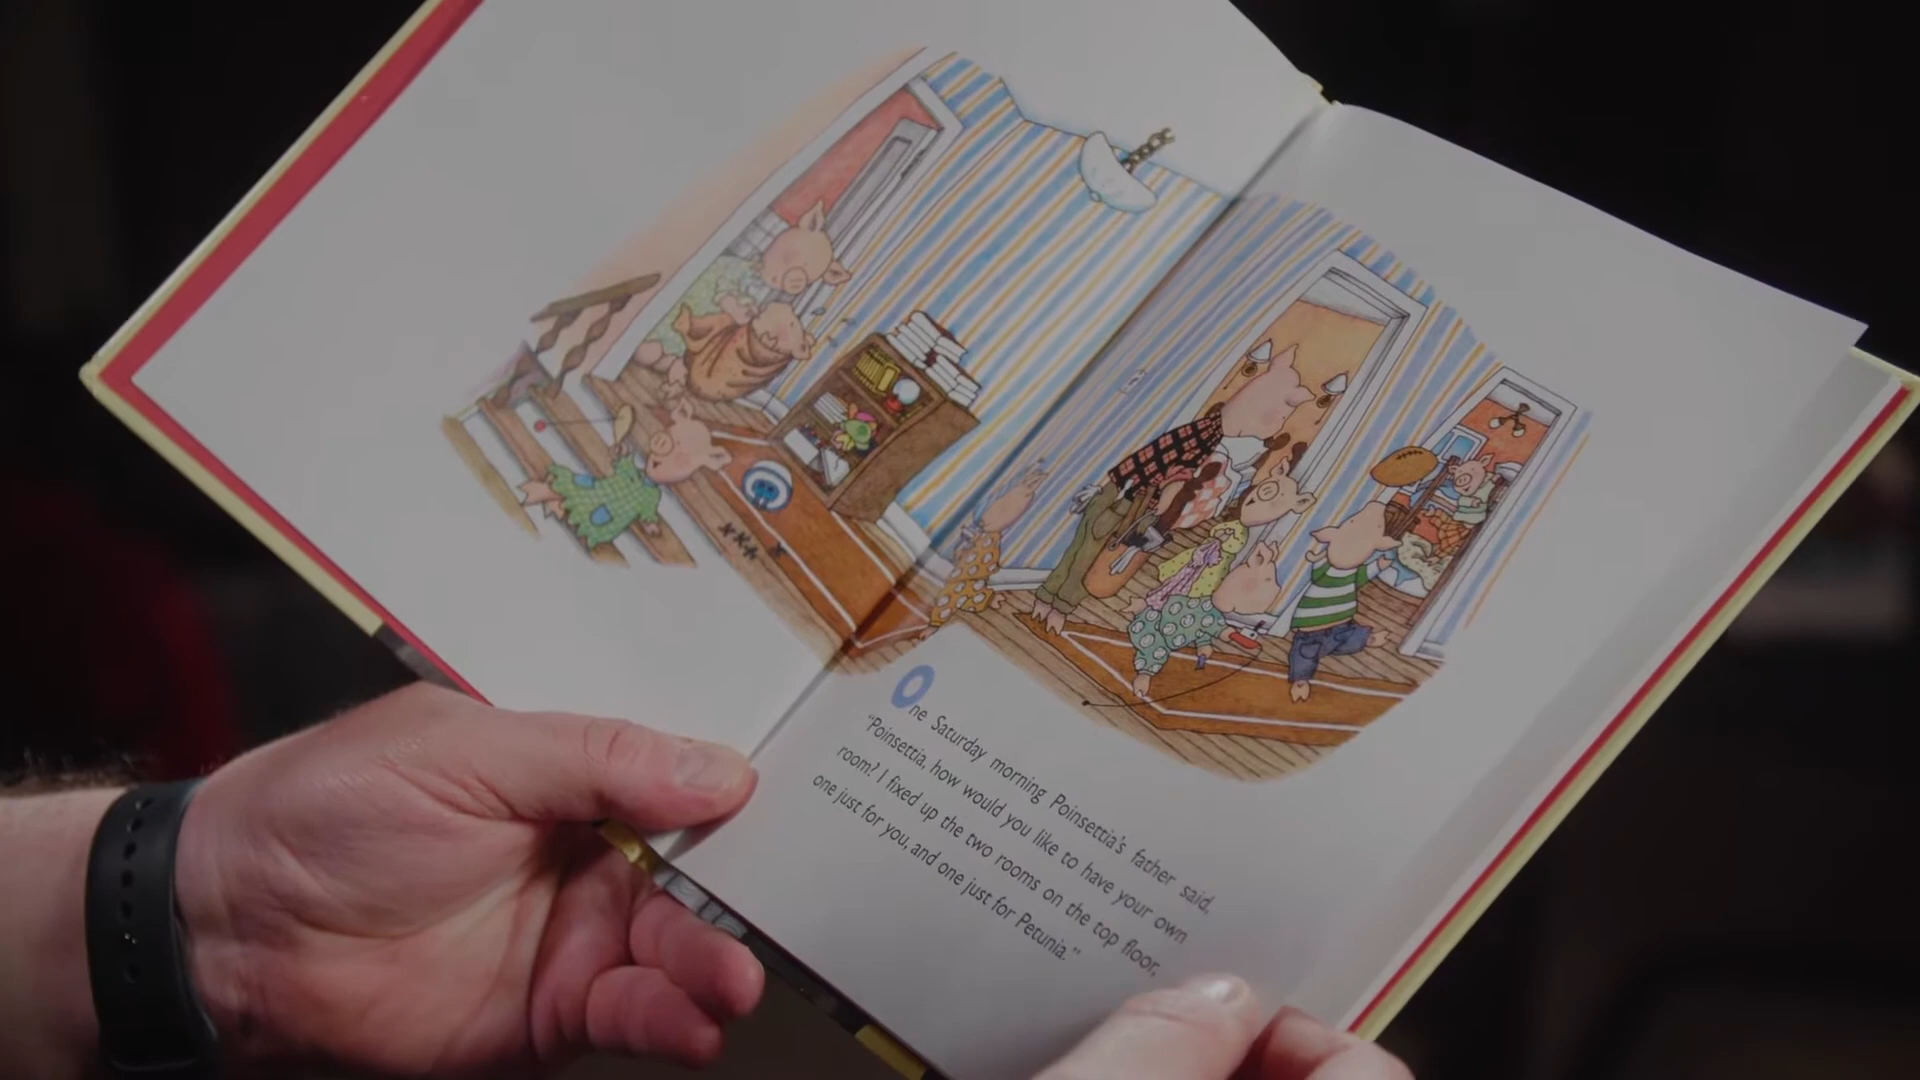 One Saturday morning Poinsettia's father said,
"Poinsettia, how would you like to have your own
room? I fixed up the two rooms on the top floor,
one just for you, and one just for Petunia."